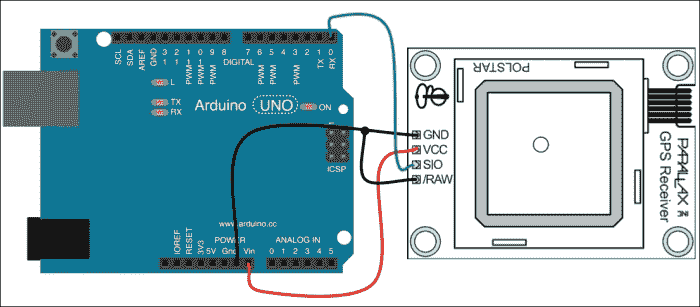 SCL
SDA
AREF
GND
13
12
11
10
9
8
PWM
PWM
PWM
DIGITAL
7
6
5
4
3
2
1
0
PWM
PWM
PWM
TX
RX
L
TX
RX
Arduino UNO
ON
ICSP
www.arduino.cc
IOREF
RESET
3V3
5V
Gnd
Vin
POWER
ANALOG IN
0 1 2 3 4 5
POLSTAR
GND
VCC
SIO
/RAW
PARALLAX
GPS Receiver